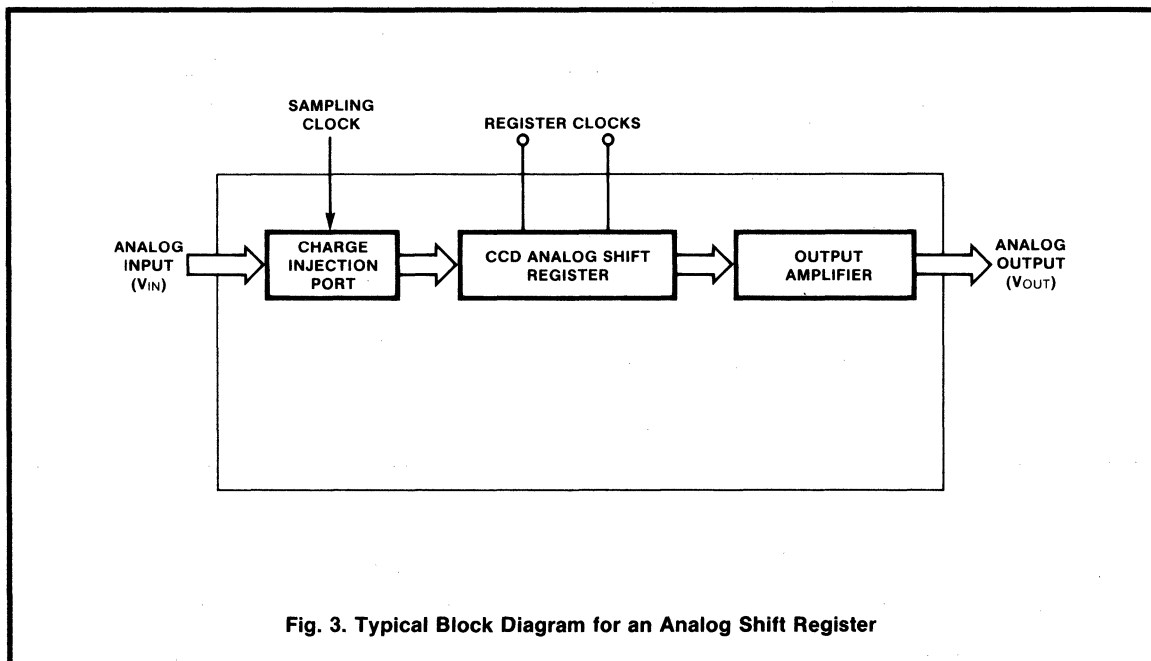 SAMPLING
CLOCK
REGISTER CLOCKS
ANALOG
INPUT
(VIN)
CHARGE
INJECTION
PORT
CCD ANALOG SHIFT
REGISTER
OUTPUT
AMPLIFIER
ANALOG
OUTPUT
(VOUT)
Fig. 3. Typical Block Diagram for an Analog Shift Register